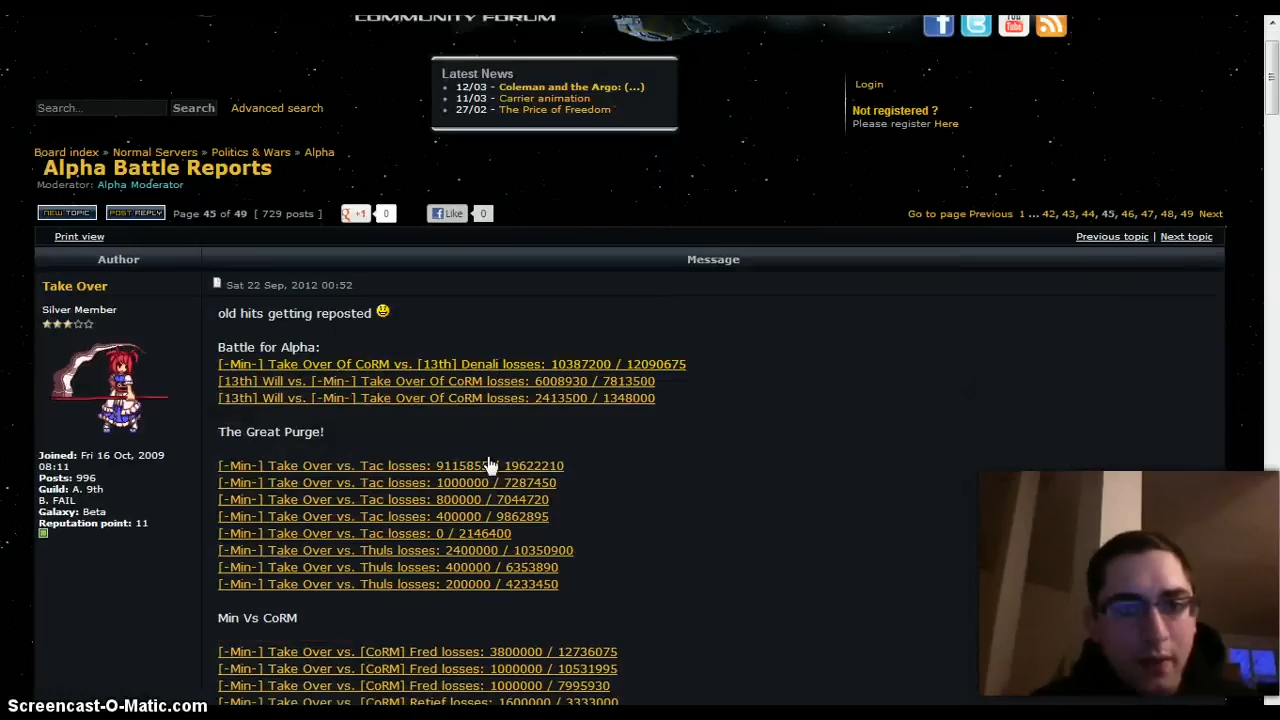 COMMUNITY FORUM
You Tube
Latest News
12/03 - Coleman and the Argo: (...)
11/03 - Carrier animation
27/02 - The Price of Freedom
Login
Not registered ?
Please register Here
Search...
Search
Advanced search
Board index » Normal Servers » Politics & Wars » Alpha
Alpha Battle Reports
Moderator: Alpha Moderator
NEW TOPIC
POST REPLY
Page 45 of 49 [ 729 posts ]
+1
0
Like
0
Go to page Previous 1 ... 42, 43, 44, 45, 46, 47, 48, 49 Next
Print view
Previous topic | Next topic
Author
Message
Take Over
Sat 22 Sep, 2012 00:52
Silver Member
Joined: Fri 16 Oct, 2009
08:11
Posts: 996
Guild: A. 9th
B. FAIL
Galaxy: Beta
Reputation point: 11
old hits getting reposted
Battle for Alpha:
[-Min-] Take Over Of CoRM vs. [13th] Denali losses: 10387200 / 12090675
[13th] Will vs. [-Min-] Take Over Of CoRM losses: 6008930 / 7813500
[13th] Will vs. [-Min-] Take Over Of CoRM losses: 2413500 / 1348000
The Great Purge!
[-Min-] Take Over vs. Tac losses: / 19622210
[-Min-] Take Over vs. Tac losses: 1000000 / 7287450
[-Min-] Take Over vs. Tac losses: 800000 / 7044720
[-Min-] Take Over vs. Tac losses: 400000 / 9862895
[-Min-] Take Over vs. Tac losses: 0 / 2146400
[-Min-] Take Over vs. Thuls losses: 2400000 / 10350900
[-Min-] Take Over vs. Thuls losses: 400000 / 6353890
[-Min-] Take Over vs. Thuls losses: 200000 / 4233450
Min Vs CoRM
[-Min-] Take Over vs. [CoRM] Fred losses: 3800000 / 12736075
[-Min-] Take Over vs. [CoRM] Fred losses: 1000000 / 10531995
[-Min-] Take Over vs. [CoRM] Fred losses: 1000000 / 7995930
[-Min-] Take Over vs. [CoRM] Retief losses: 1600000 / 3333000
Screencast-O-Matic.com